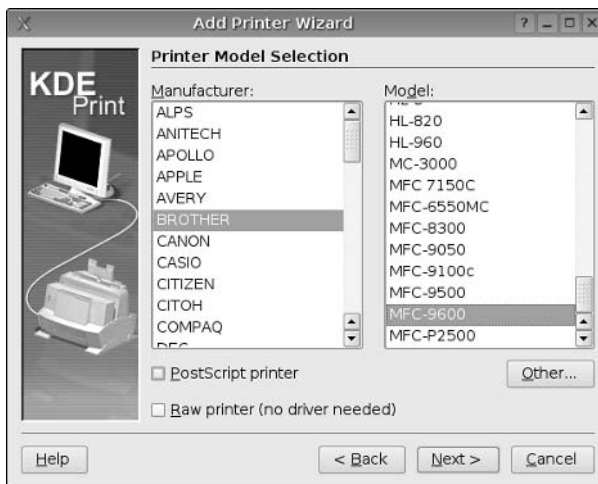 Add Printer Wizard
KDE
Print
Printer Model Selection
Manufacturer:
ALPS
ANITECH
APOLLO
APPLE
AVERY
BROTHER
CANON
CASIO
CITIZEN
CITOH
COMPAQ
Model:
HL-820
HL-960
MC-3000
MFC 7150C
MFC-6550MC
MFC-8300
MFC-9050
MFC-9100c
MFC-9500
MFC-9600
MFC-P2500
PostScript printer
Other...
Raw printer (no driver needed)
Help
< Back
Next >
Cancel